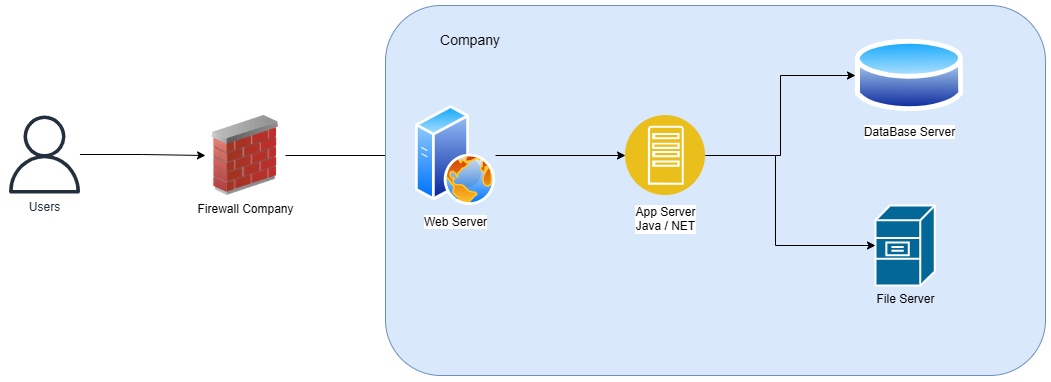 Company
Users
Firewall Company
Web Server
App Server
Java / NET
DataBase Server
File Server